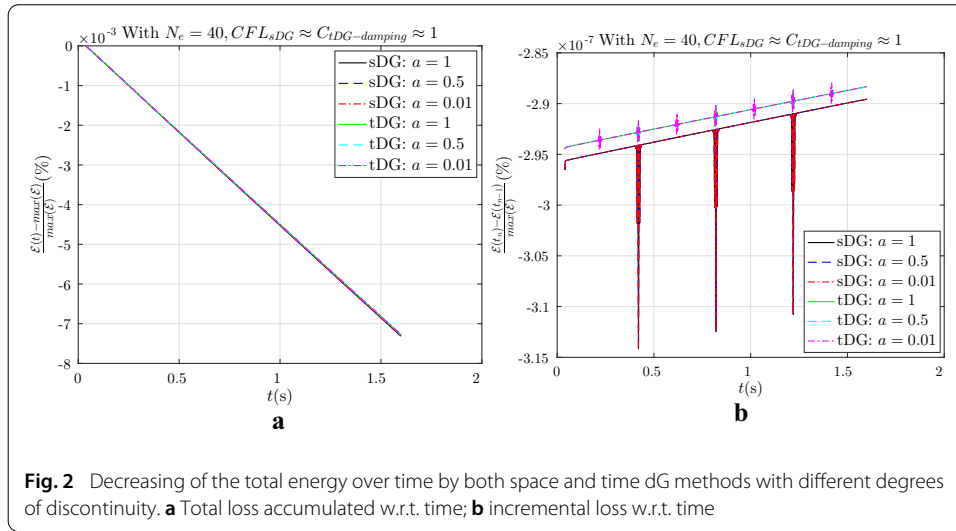 ×10⁻³ With N_e = 40, CFL_sDG ≈ C_tDG-damping ≈ 1
0
-1
-2
-3
-4
-5
-6
-7
-8
0
0.5
1
1.5
2
sDG: a = 1
sDG: a = 0.5
sDG: a = 0.01
tDG: a = 1
tDG: a = 0.5
tDG: a = 0.01
ℰ(t)−max(ℰ) / max(ℰ) (%)
t(s)
a
×10⁻⁷ With N_e = 40, CFL_sDG ≈ C_tDG-damping ≈ 1
-2.85
-2.9
-2.95
-3
-3.05
-3.1
-3.15
0
0.5
1
1.5
2
sDG: a = 1
sDG: a = 0.5
sDG: a = 0.01
tDG: a = 1
tDG: a = 0.5
tDG: a = 0.01
ℰ(t_n)−ℰ(t_{n−1}) / max(ℰ) (%)
t(s)
b
Fig. 2 Decreasing of the total energy over time by both space and time dG methods with different degrees
of discontinuity. a Total loss accumulated w.r.t. time; b incremental loss w.r.t. time